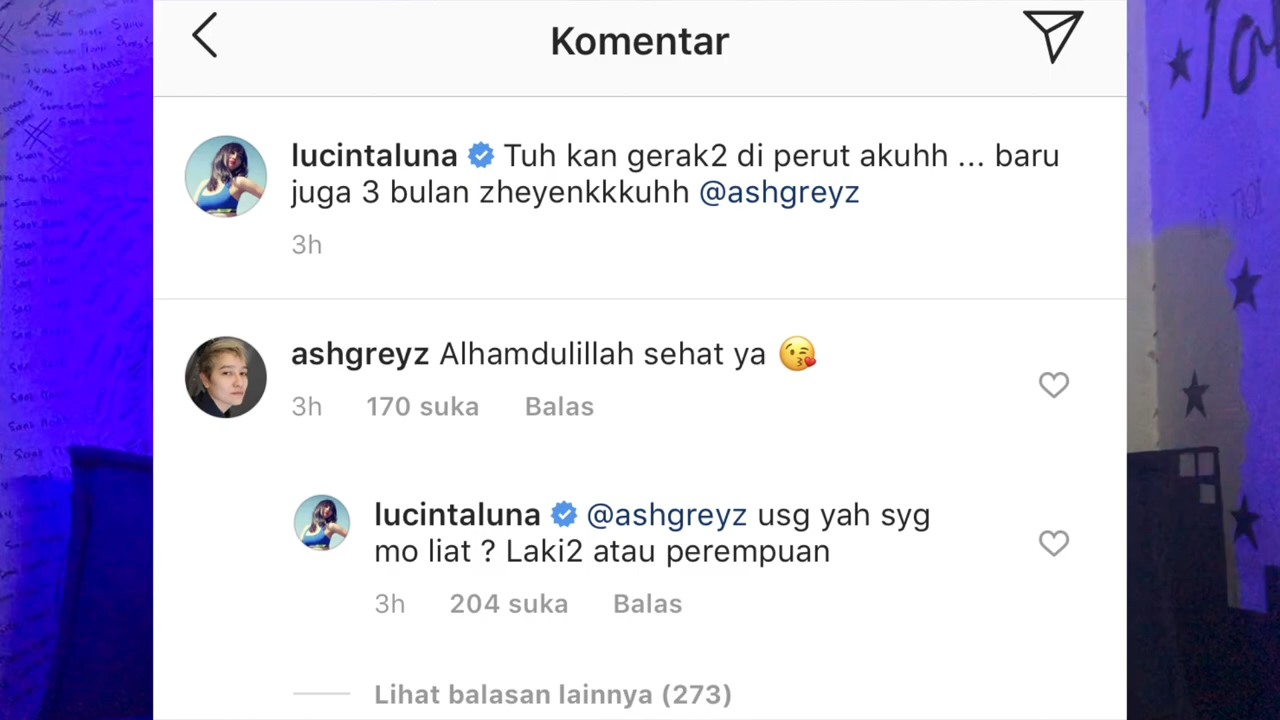 Komentar
lucintaluna Tuh kan gerak2 di perut akuhh ... baru
juga 3 bulan zheyenkkkuhh @ashgreyz
3h
ashgreyz Alhamdulillah sehat ya 😘
3h 170 suka Balas
lucintaluna @ashgreyz usg yah syg
mo liat ? Laki2 atau perempuan
3h 204 suka Balas
Lihat balasan lainnya (273)